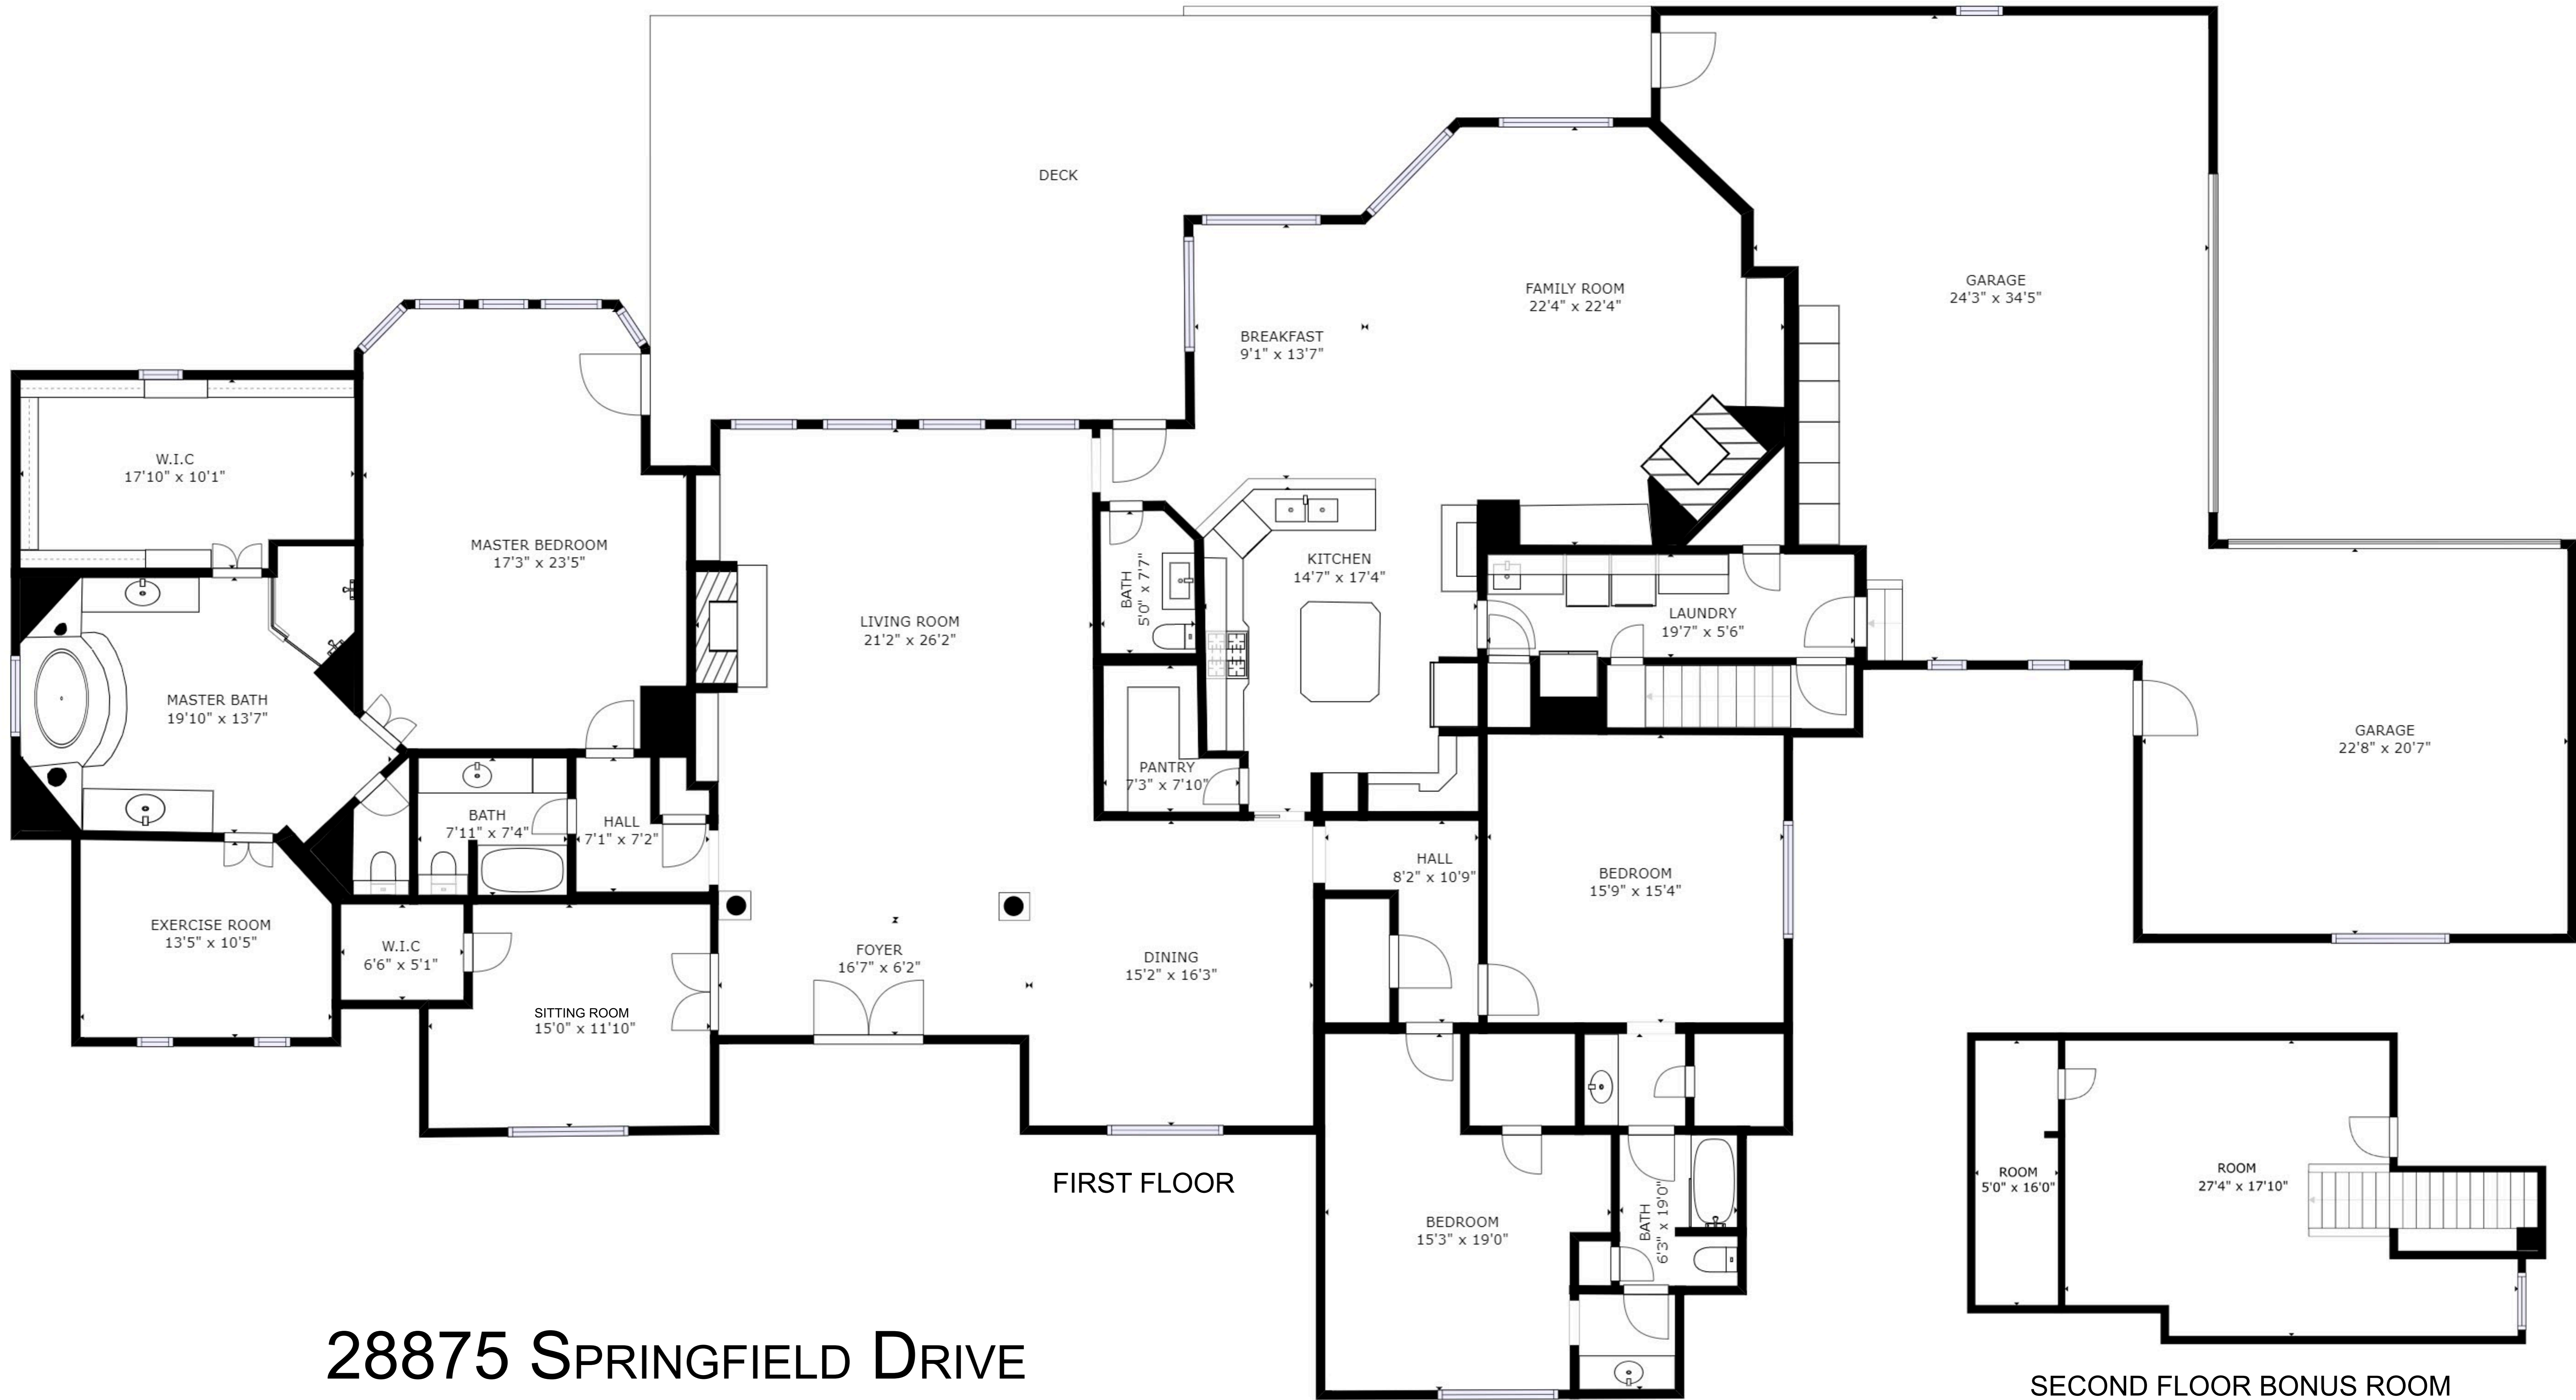 DECK
GARAGE
24'3" x 34'5"
FAMILY ROOM
22'4" x 22'4"
BREAKFAST
9'1" x 13'7"
W.I.C
17'10" x 10'1"
MASTER BEDROOM
17'3" x 23'5"
LIVING ROOM
21'2" x 26'2"
BATH
5'0" x 7'7"
KITCHEN
14'7" x 17'4"
LAUNDRY
19'7" x 5'6"
MASTER BATH
19'10" x 13'7"
GARAGE
22'8" x 20'7"
PANTRY
7'3" x 7'10"
BATH
7'11" x 7'4"
HALL
7'1" x 7'2"
HALL
8'2" x 10'9"
BEDROOM
15'9" x 15'4"
EXERCISE ROOM
13'5" x 10'5"
W.I.C
6'6" x 5'1"
FOYER
16'7" x 6'2"
DINING
15'2" x 16'3"
SITTING ROOM
15'0" x 11'10"
FIRST FLOOR
BEDROOM
15'3" x 19'0"
BATH
6'3" x 19'0"
ROOM
5'0" x 16'0"
ROOM
27'4" x 17'10"
28875 SPRINGFIELD DRIVE
SECOND FLOOR BONUS ROOM